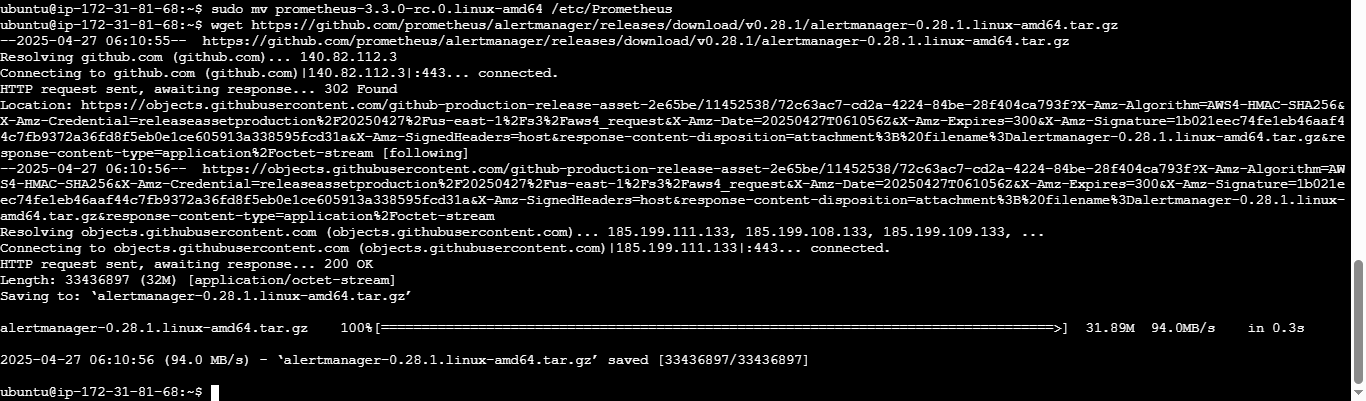 ubuntu@ip-172-31-81-68:~$ sudo mv prometheus-3.3.0-rc.0.linux-amd64 /etc/Prometheus
ubuntu@ip-172-31-81-68:~$ wget https://github.com/prometheus/alertmanager/releases/download/v0.28.1/alertmanager-0.28.1.linux-amd64.tar.gz
--2025-04-27 06:10:55--  https://github.com/prometheus/alertmanager/releases/download/v0.28.1/alertmanager-0.28.1.linux-amd64.tar.gz
Resolving github.com (github.com)... 140.82.112.3
Connecting to github.com (github.com)|140.82.112.3|:443... connected.
HTTP request sent, awaiting response... 302 Found
Location: https://objects.githubusercontent.com/github-production-release-asset-2e65be/11452538/72c63ac7-cd2a-4224-84be-28f404ca793f?X-Amz-Algorithm=AWS4-HMAC-SHA256&
X-Amz-Credential=releaseassetproduction%2F20250427%2Fus-east-1%2Fs3%2Faws4_request&X-Amz-Date=20250427T061056Z&X-Amz-Expires=300&X-Amz-Signature=1b021eec74fe1eb46aaf4
4c7fb9372a36fd8f5eb0e1ce605913a338595fcd31a&X-Amz-SignedHeaders=host&response-content-disposition=attachment%3B%20filename%3Dalertmanager-0.28.1.linux-amd64.tar.gz&re
sponse-content-type=application%2Foctet-stream [following]
--2025-04-27 06:10:56--  https://objects.githubusercontent.com/github-production-release-asset-2e65be/11452538/72c63ac7-cd2a-4224-84be-28f404ca793f?X-Amz-Algorithm=AW
S4-HMAC-SHA256&X-Amz-Credential=releaseassetproduction%2F20250427%2Fus-east-1%2Fs3%2Faws4_request&X-Amz-Date=20250427T061056Z&X-Amz-Expires=300&X-Amz-Signature=1b021e
ec74fe1eb46aaf44c7fb9372a36fd8f5eb0e1ce605913a338595fcd31a&X-Amz-SignedHeaders=host&response-content-disposition=attachment%3B%20filename%3Dalertmanager-0.28.1.linux-
amd64.tar.gz&response-content-type=application%2Foctet-stream
Resolving objects.githubusercontent.com (objects.githubusercontent.com)... 185.199.111.133, 185.199.108.133, 185.199.109.133, ...
Connecting to objects.githubusercontent.com (objects.githubusercontent.com)|185.199.111.133|:443... connected.
HTTP request sent, awaiting response... 200 OK
Length: 33436897 (32M) [application/octet-stream]
Saving to: ‘alertmanager-0.28.1.linux-amd64.tar.gz’
alertmanager-0.28.1.linux-amd64.tar.gz    100%[===================================================================================>]  31.89M  94.0MB/s    in 0.3s
2025-04-27 06:10:56 (94.0 MB/s) - ‘alertmanager-0.28.1.linux-amd64.tar.gz’ saved [33436897/33436897]
ubuntu@ip-172-31-81-68:~$